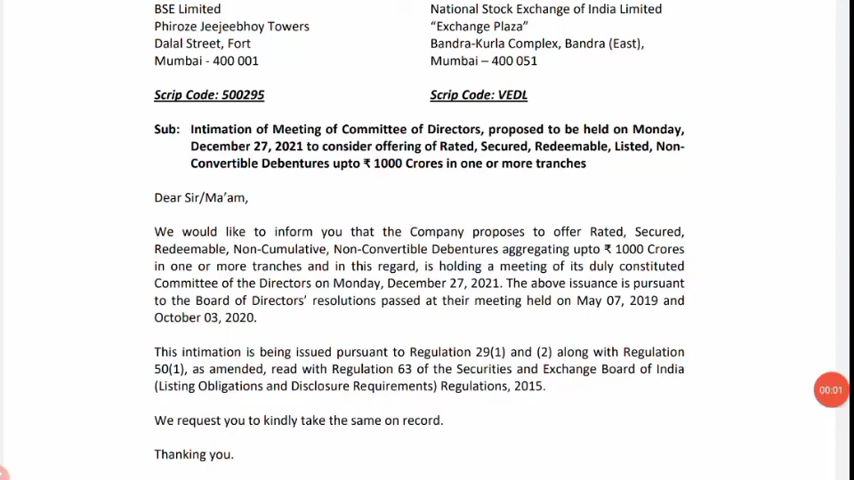 BSE Limited
Phiroze Jeejeebhoy Towers
Dalal Street, Fort
Mumbai - 400 001
Scrip Code: 500295
National Stock Exchange of India Limited
“Exchange Plaza”
Bandra-Kurla Complex, Bandra (East),
Mumbai – 400 051
Scrip Code: VEDL
Sub: Intimation of Meeting of Committee of Directors, proposed to be held on Monday,
December 27, 2021 to consider offering of Rated, Secured, Redeemable, Listed, Non-
Convertible Debentures upto ₹ 1000 Crores in one or more tranches
Dear Sir/Ma’am,
We would like to inform you that the Company proposes to offer Rated, Secured,
Redeemable, Non-Cumulative, Non-Convertible Debentures aggregating upto ₹ 1000 Crores
in one or more tranches and in this regard, is holding a meeting of its duly constituted
Committee of the Directors on Monday, December 27, 2021. The above issuance is pursuant
to the Board of Directors’ resolutions passed at their meeting held on May 07, 2019 and
October 03, 2020.
This intimation is being issued pursuant to Regulation 29(1) and (2) along with Regulation
50(1), as amended, read with Regulation 63 of the Securities and Exchange Board of India
(Listing Obligations and Disclosure Requirements) Regulations, 2015.
We request you to kindly take the same on record.
Thanking you.
00:01